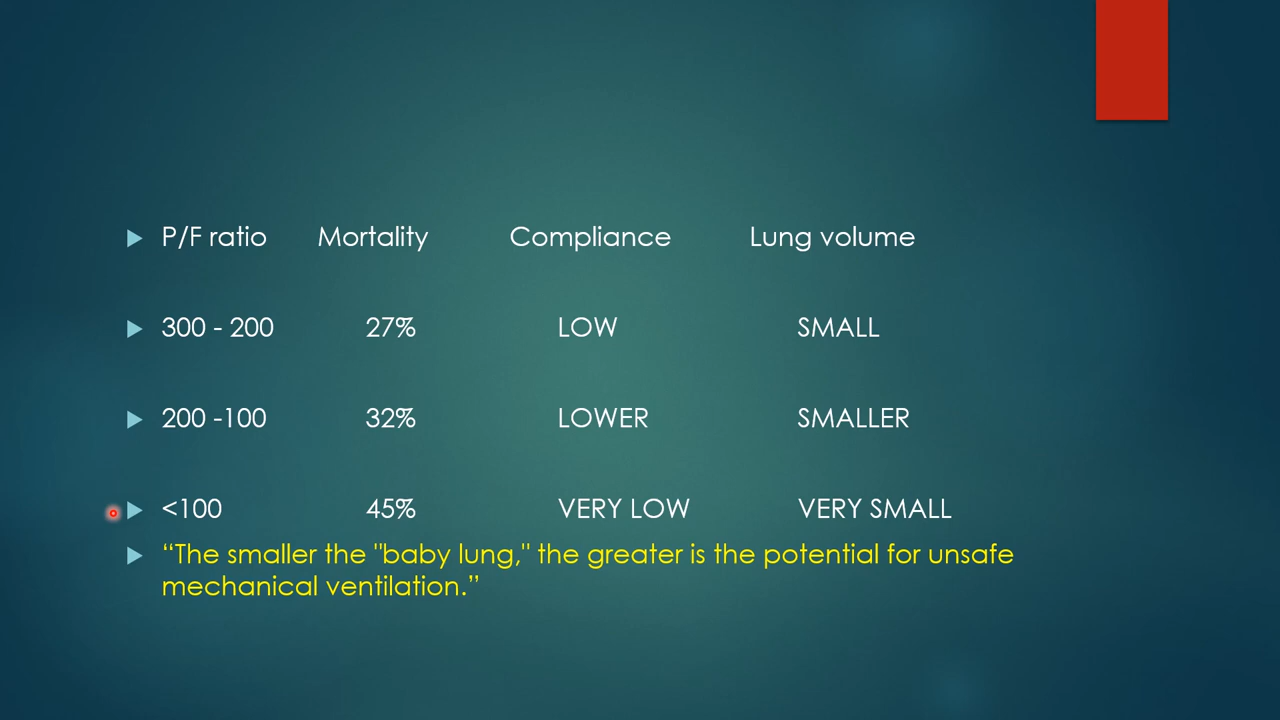 P/F ratio Mortality Compliance Lung volume
300 - 200 27% LOW SMALL
200 -100 32% LOWER SMALLER
<100 45% VERY LOW VERY SMALL
“The smaller the "baby lung," the greater is the potential for unsafe
mechanical ventilation.”